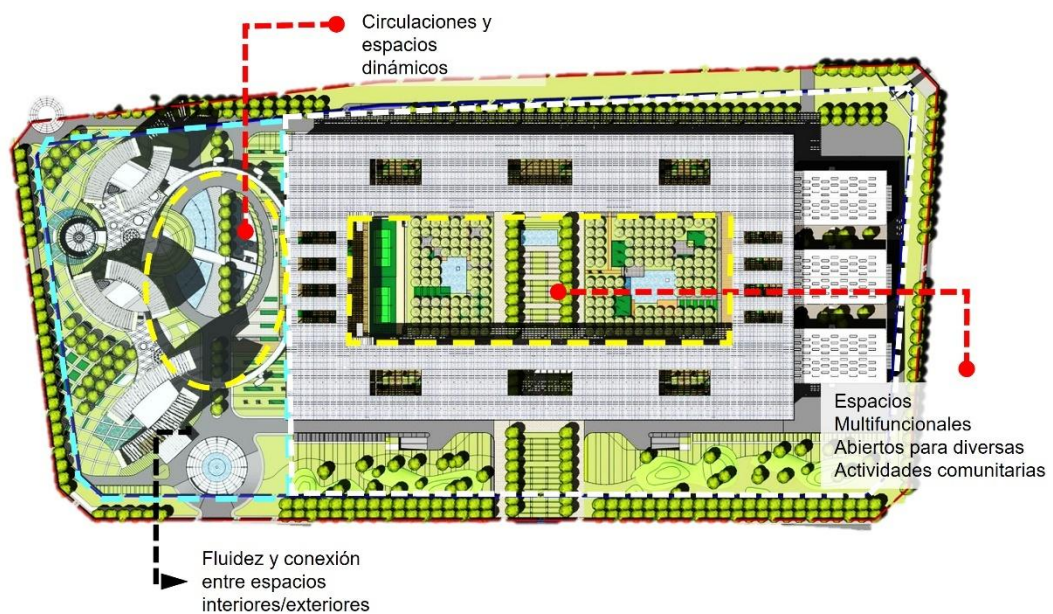 Circulaciones y
espacios
dinámicos
Espacios
Multifuncionales
Abiertos para diversas
Actividades comunitarias
Fluidez y conexión
entre espacios
interiores/exteriores